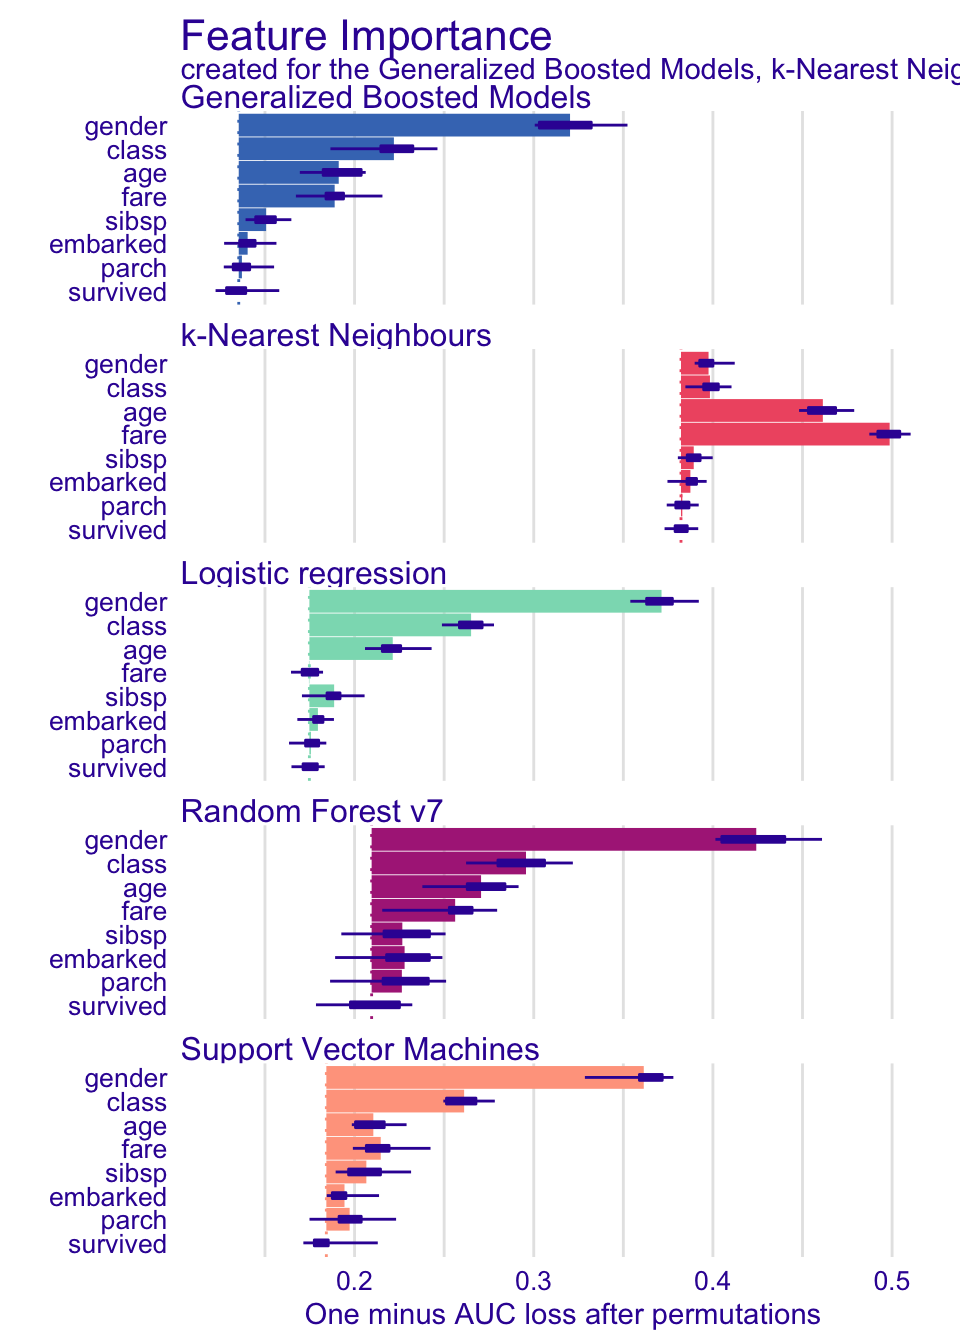 Feature Importance
created for the Generalized Boosted Models, k-Nearest Neig
Generalized Boosted Models
gender
class
age
fare
sibsp
embarked
parch
survived
k-Nearest Neighbours
gender
class
age
fare
sibsp
embarked
parch
survived
Logistic regression
gender
class
age
fare
sibsp
embarked
parch
survived
Random Forest v7
gender
class
age
fare
sibsp
embarked
parch
survived
Support Vector Machines
gender
class
age
fare
sibsp
embarked
parch
survived
0.2 0.3 0.4 0.5
One minus AUC loss after permutations